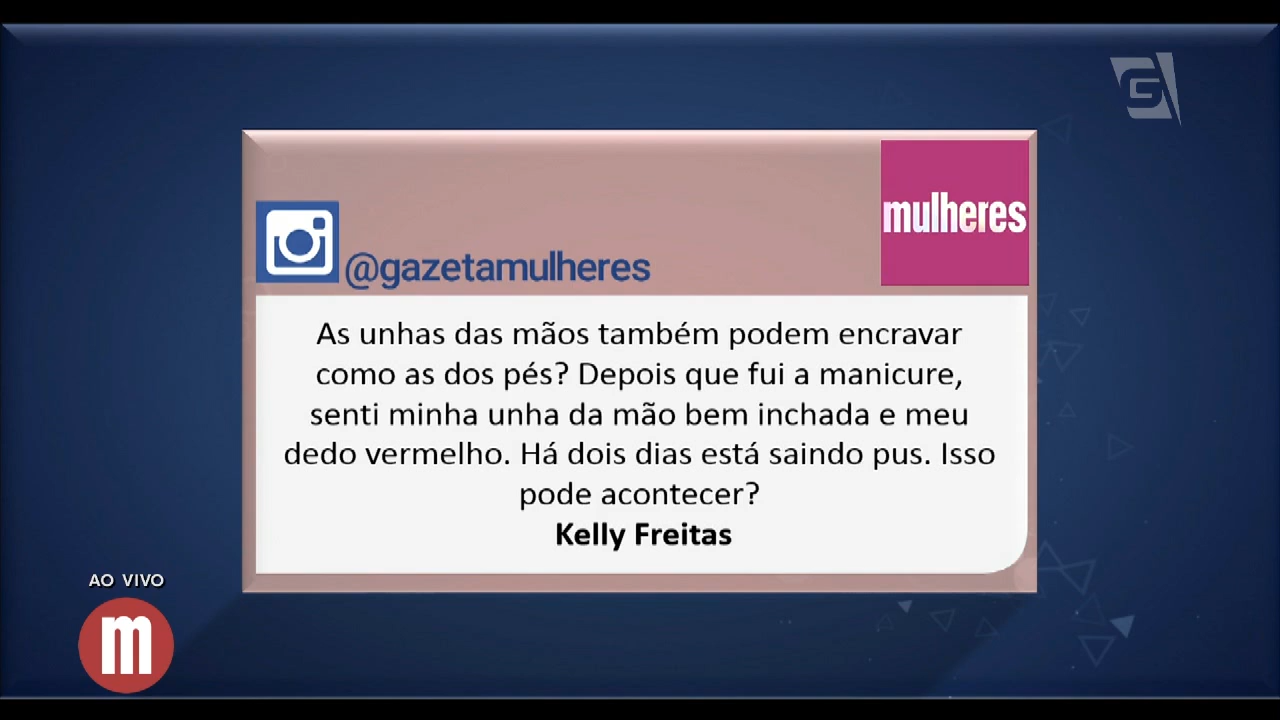 G
mulheres
@gazetamulheres
As unhas das mãos também podem encravar
como as dos pés? Depois que fui a manicure,
senti minha unha da mão bem inchada e meu
dedo vermelho. Há dois dias está saindo pus. Isso
pode acontecer?
Kelly Freitas
AO VIVO
m